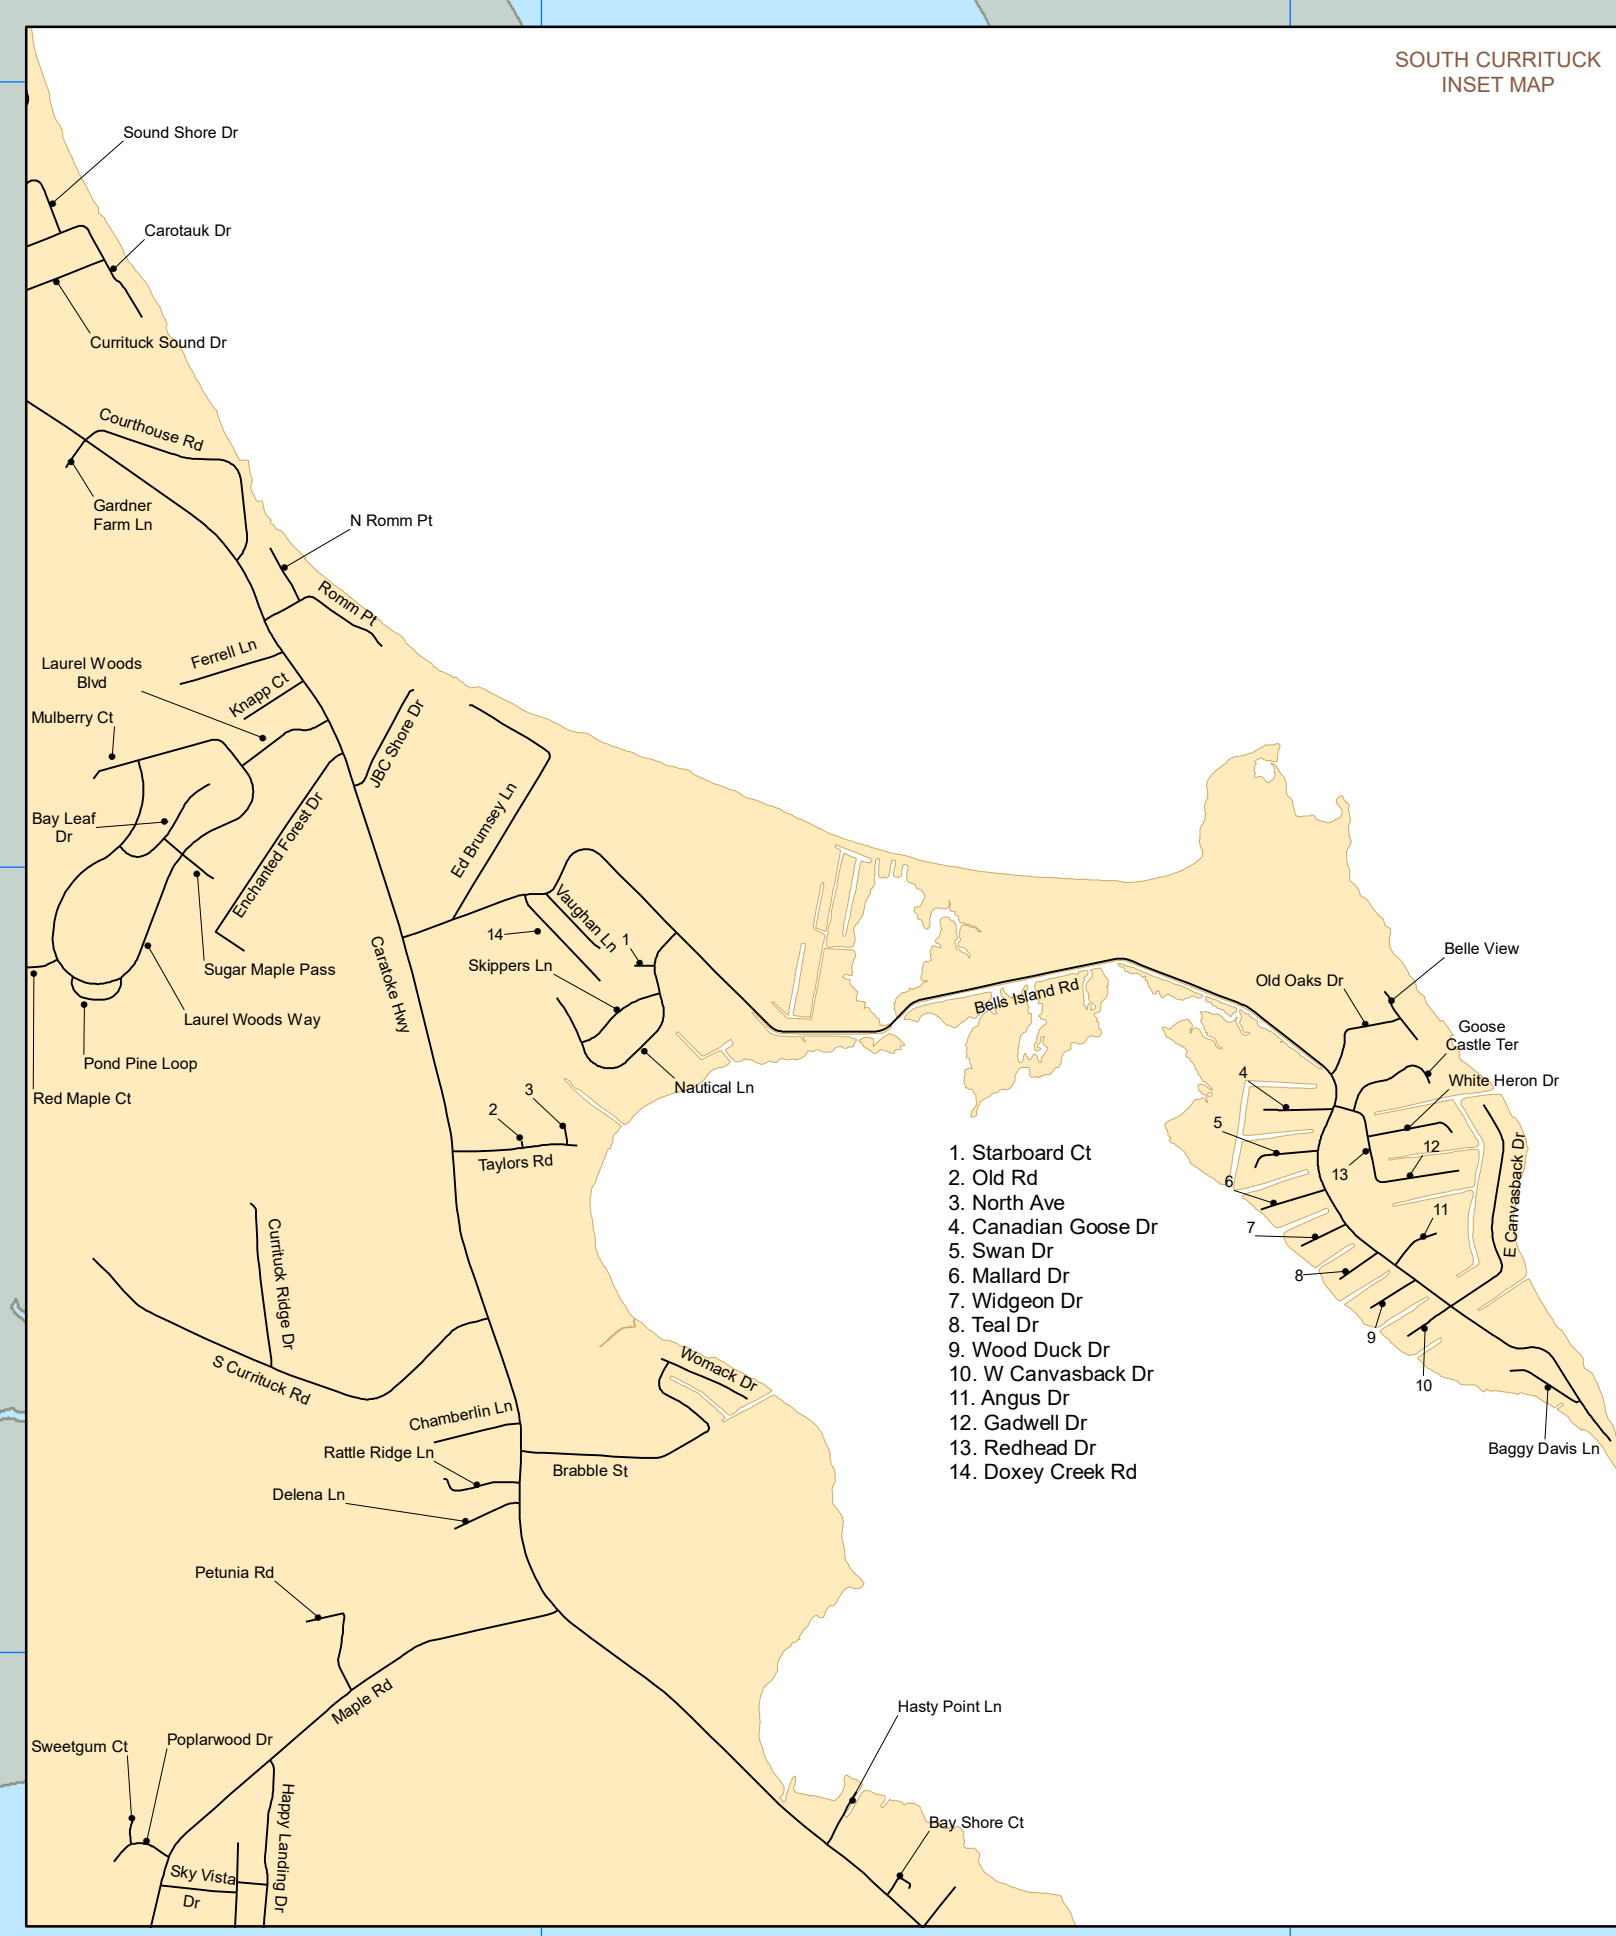 SOUTH CURRITUCK
INSET MAP
Sound Shore Dr
Carotauk Dr
Currituck Sound Dr
Courthouse Rd
Gardner
Farm Ln
N Romm Pt
Romm Pt
Ferrell Ln
Laurel Woods
Blvd
Knapp Ct
Mulberry Ct
JBC Shore Dr
Bay Leaf
Dr
Enchanted Forest Dr
Ed Brumsey Ln
Vaughan Ln
14
1
Caratoke Hwy
Skippers Ln
Sugar Maple Pass
Laurel Woods Way
Pond Pine Loop
Red Maple Ct
Nautical Ln
Bells Island Rd
Belle View
Old Oaks Dr
Goose
Castle Ter
White Heron Dr
4
5
6
7
8
9
10
11
12
13
E Canvasback Dr
Baggy Davis Ln
3
2
Taylors Rd
1. Starboard Ct
2. Old Rd
3. North Ave
4. Canadian Goose Dr
5. Swan Dr
6. Mallard Dr
7. Widgeon Dr
8. Teal Dr
9. Wood Duck Dr
10. W Canvasback Dr
11. Angus Dr
12. Gadwell Dr
13. Redhead Dr
14. Doxey Creek Rd
Currituck Ridge Dr
S Currituck Rd
Womack Dr
Chamberlin Ln
Rattle Ridge Ln
Brabble St
Delena Ln
Petunia Rd
Maple Rd
Hasty Point Ln
Sweetgum Ct
Poplarwood Dr
Happy Landing Dr
Bay Shore Ct
Sky Vista
Dr